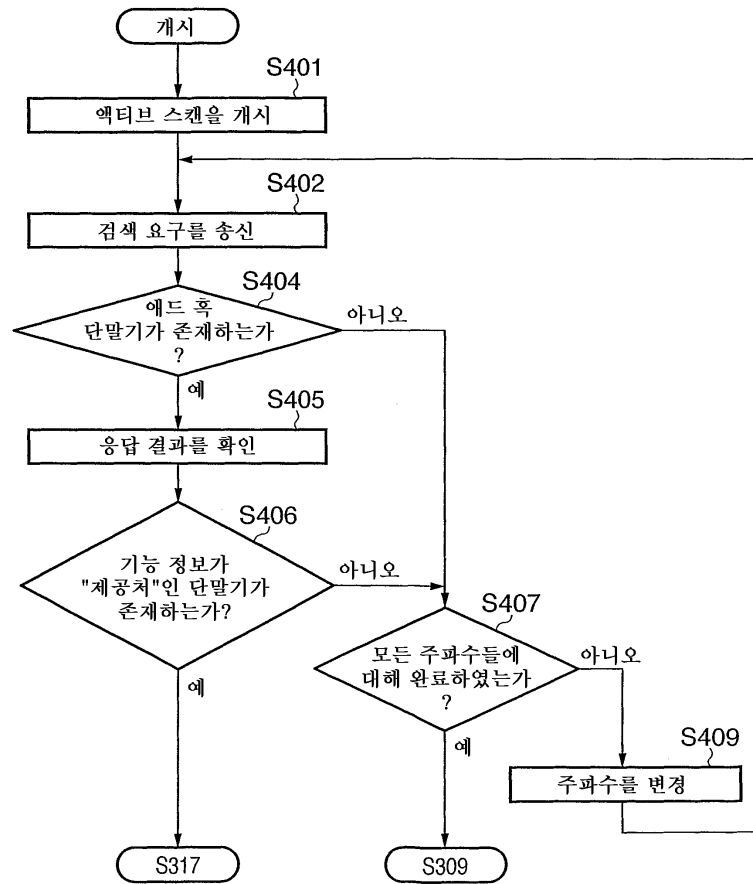 개시
S401
액티브 스캔을 개시
S402
검색 요구를 송신
S404
애드 혹
단말기가 존재하는가
?
아니오
예
S405
응답 결과를 확인
S406
기능 정보가
"제공처"인 단말기가
존재하는가?
아니오
예
S407
모든 주파수들에
대해 완료하였는가
?
아니오
예
S409
주파수를 변경
S317
S309